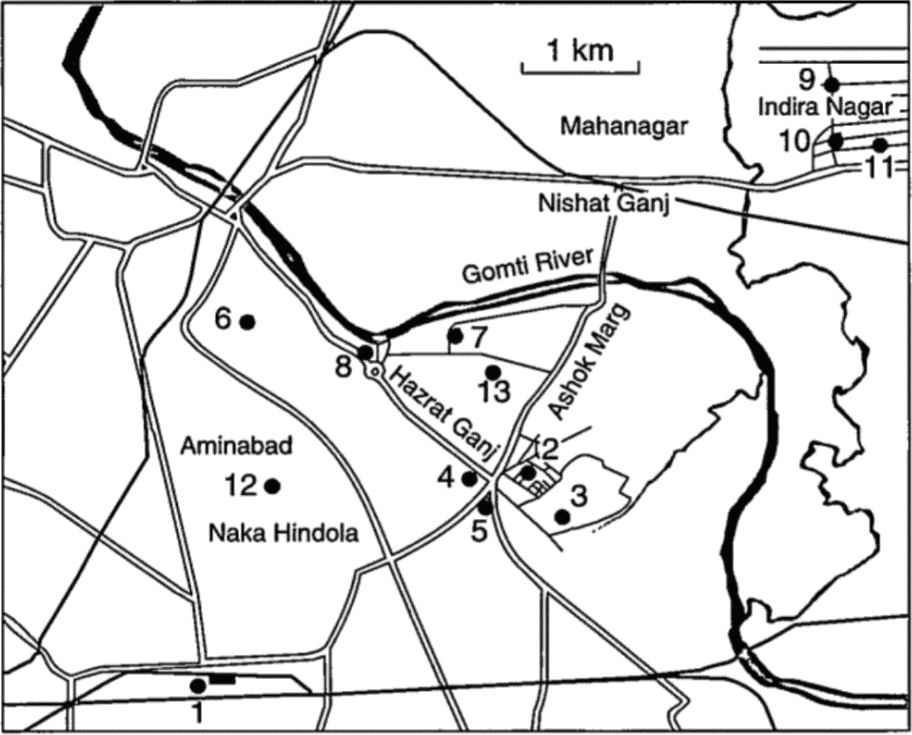 1 km
9
Indira Nagar
Mahanagar
10
11
Nishat Ganj
Gomti River
6
7
8
13
Ashok Marg
Hazrat Ganj
Aminabad
2
4
12
3
Naka Hindola
5
1